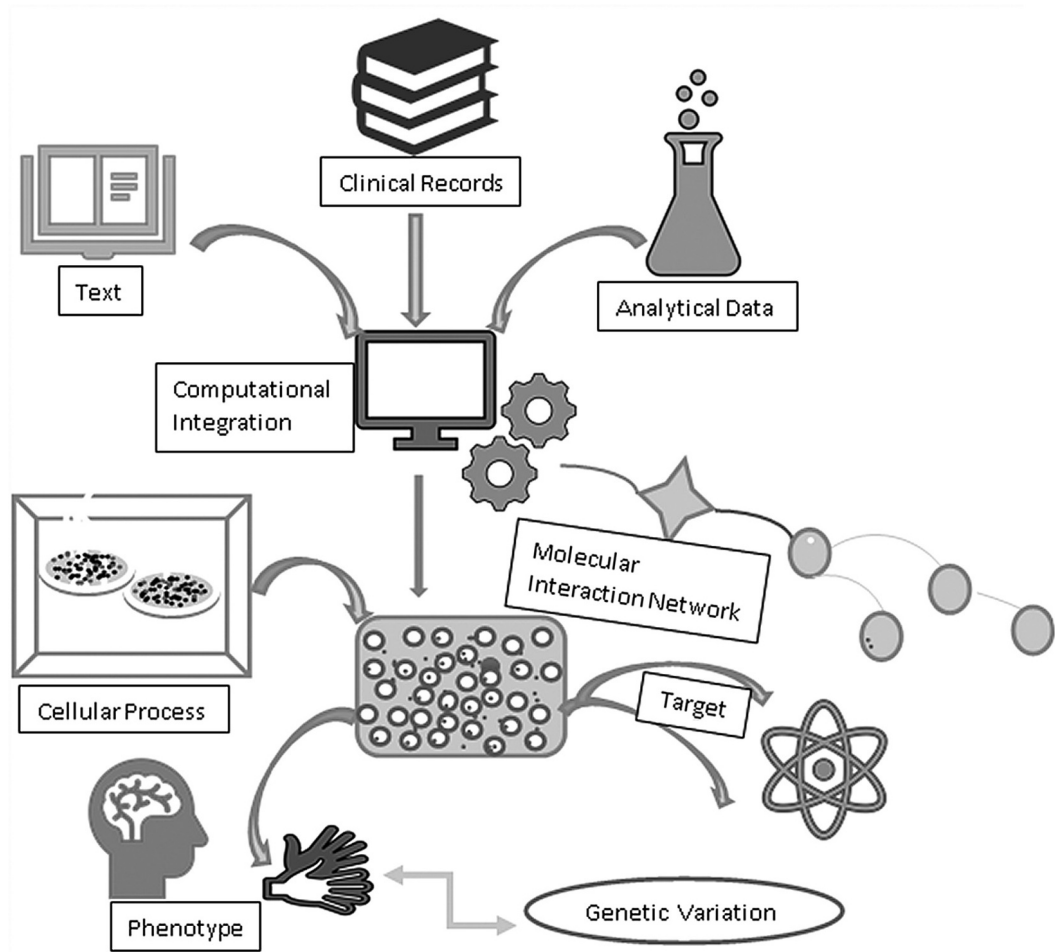 Clinical Records
Text
Analytical Data
Computational
Integration
Molecular
Interaction Network
Cellular Process
Target
Phenotype
Genetic Variation